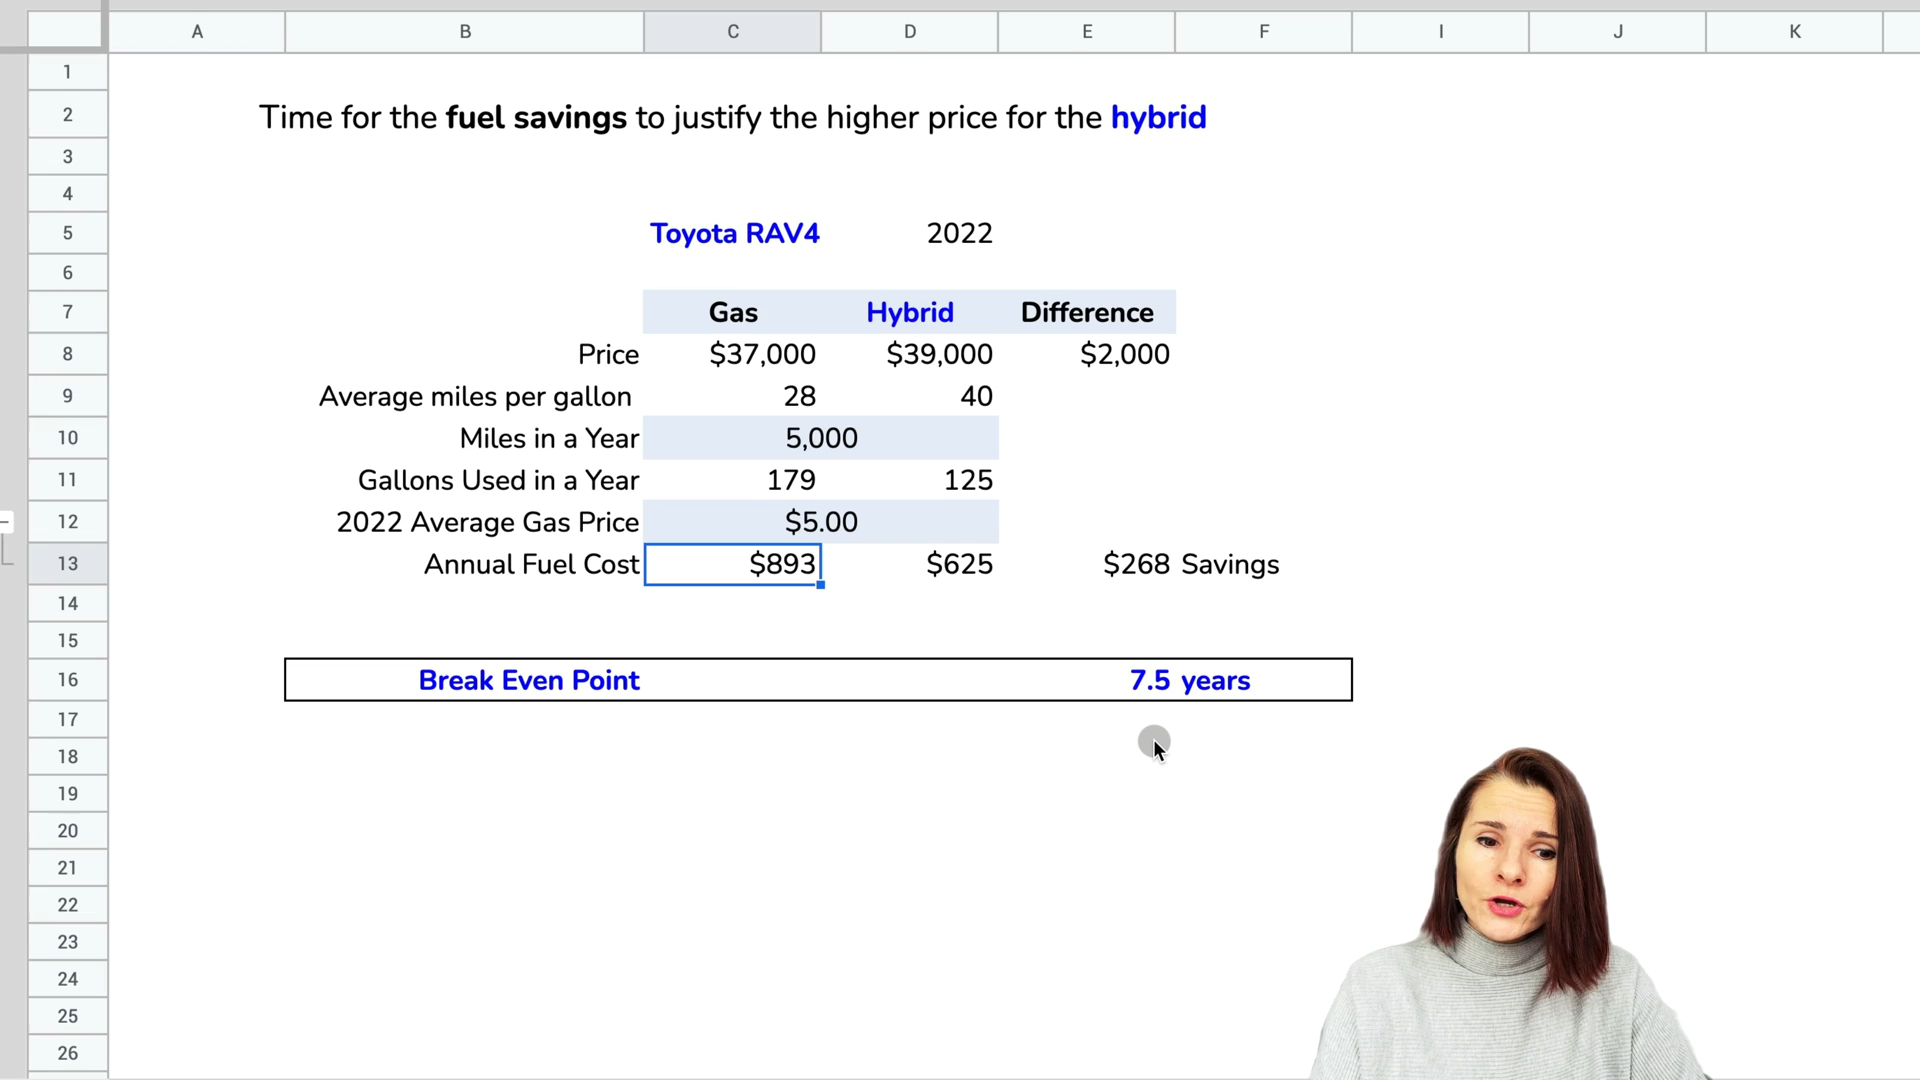 A B C D E F I J K
1
2 Time for the fuel savings to justify the higher price for the hybrid
3
4
5 Toyota RAV4 2022
6
7 Gas Hybrid Difference
8 Price $37,000 $39,000 $2,000
9 Average miles per gallon 28 40
10 Miles in a Year 5,000
11 Gallons Used in a Year 179 125
12 2022 Average Gas Price $5.00
13 Annual Fuel Cost $893 $625 $268 Savings
14
15
16 Break Even Point 7.5 years
17
18
19
20
21
22
23
24
25
26